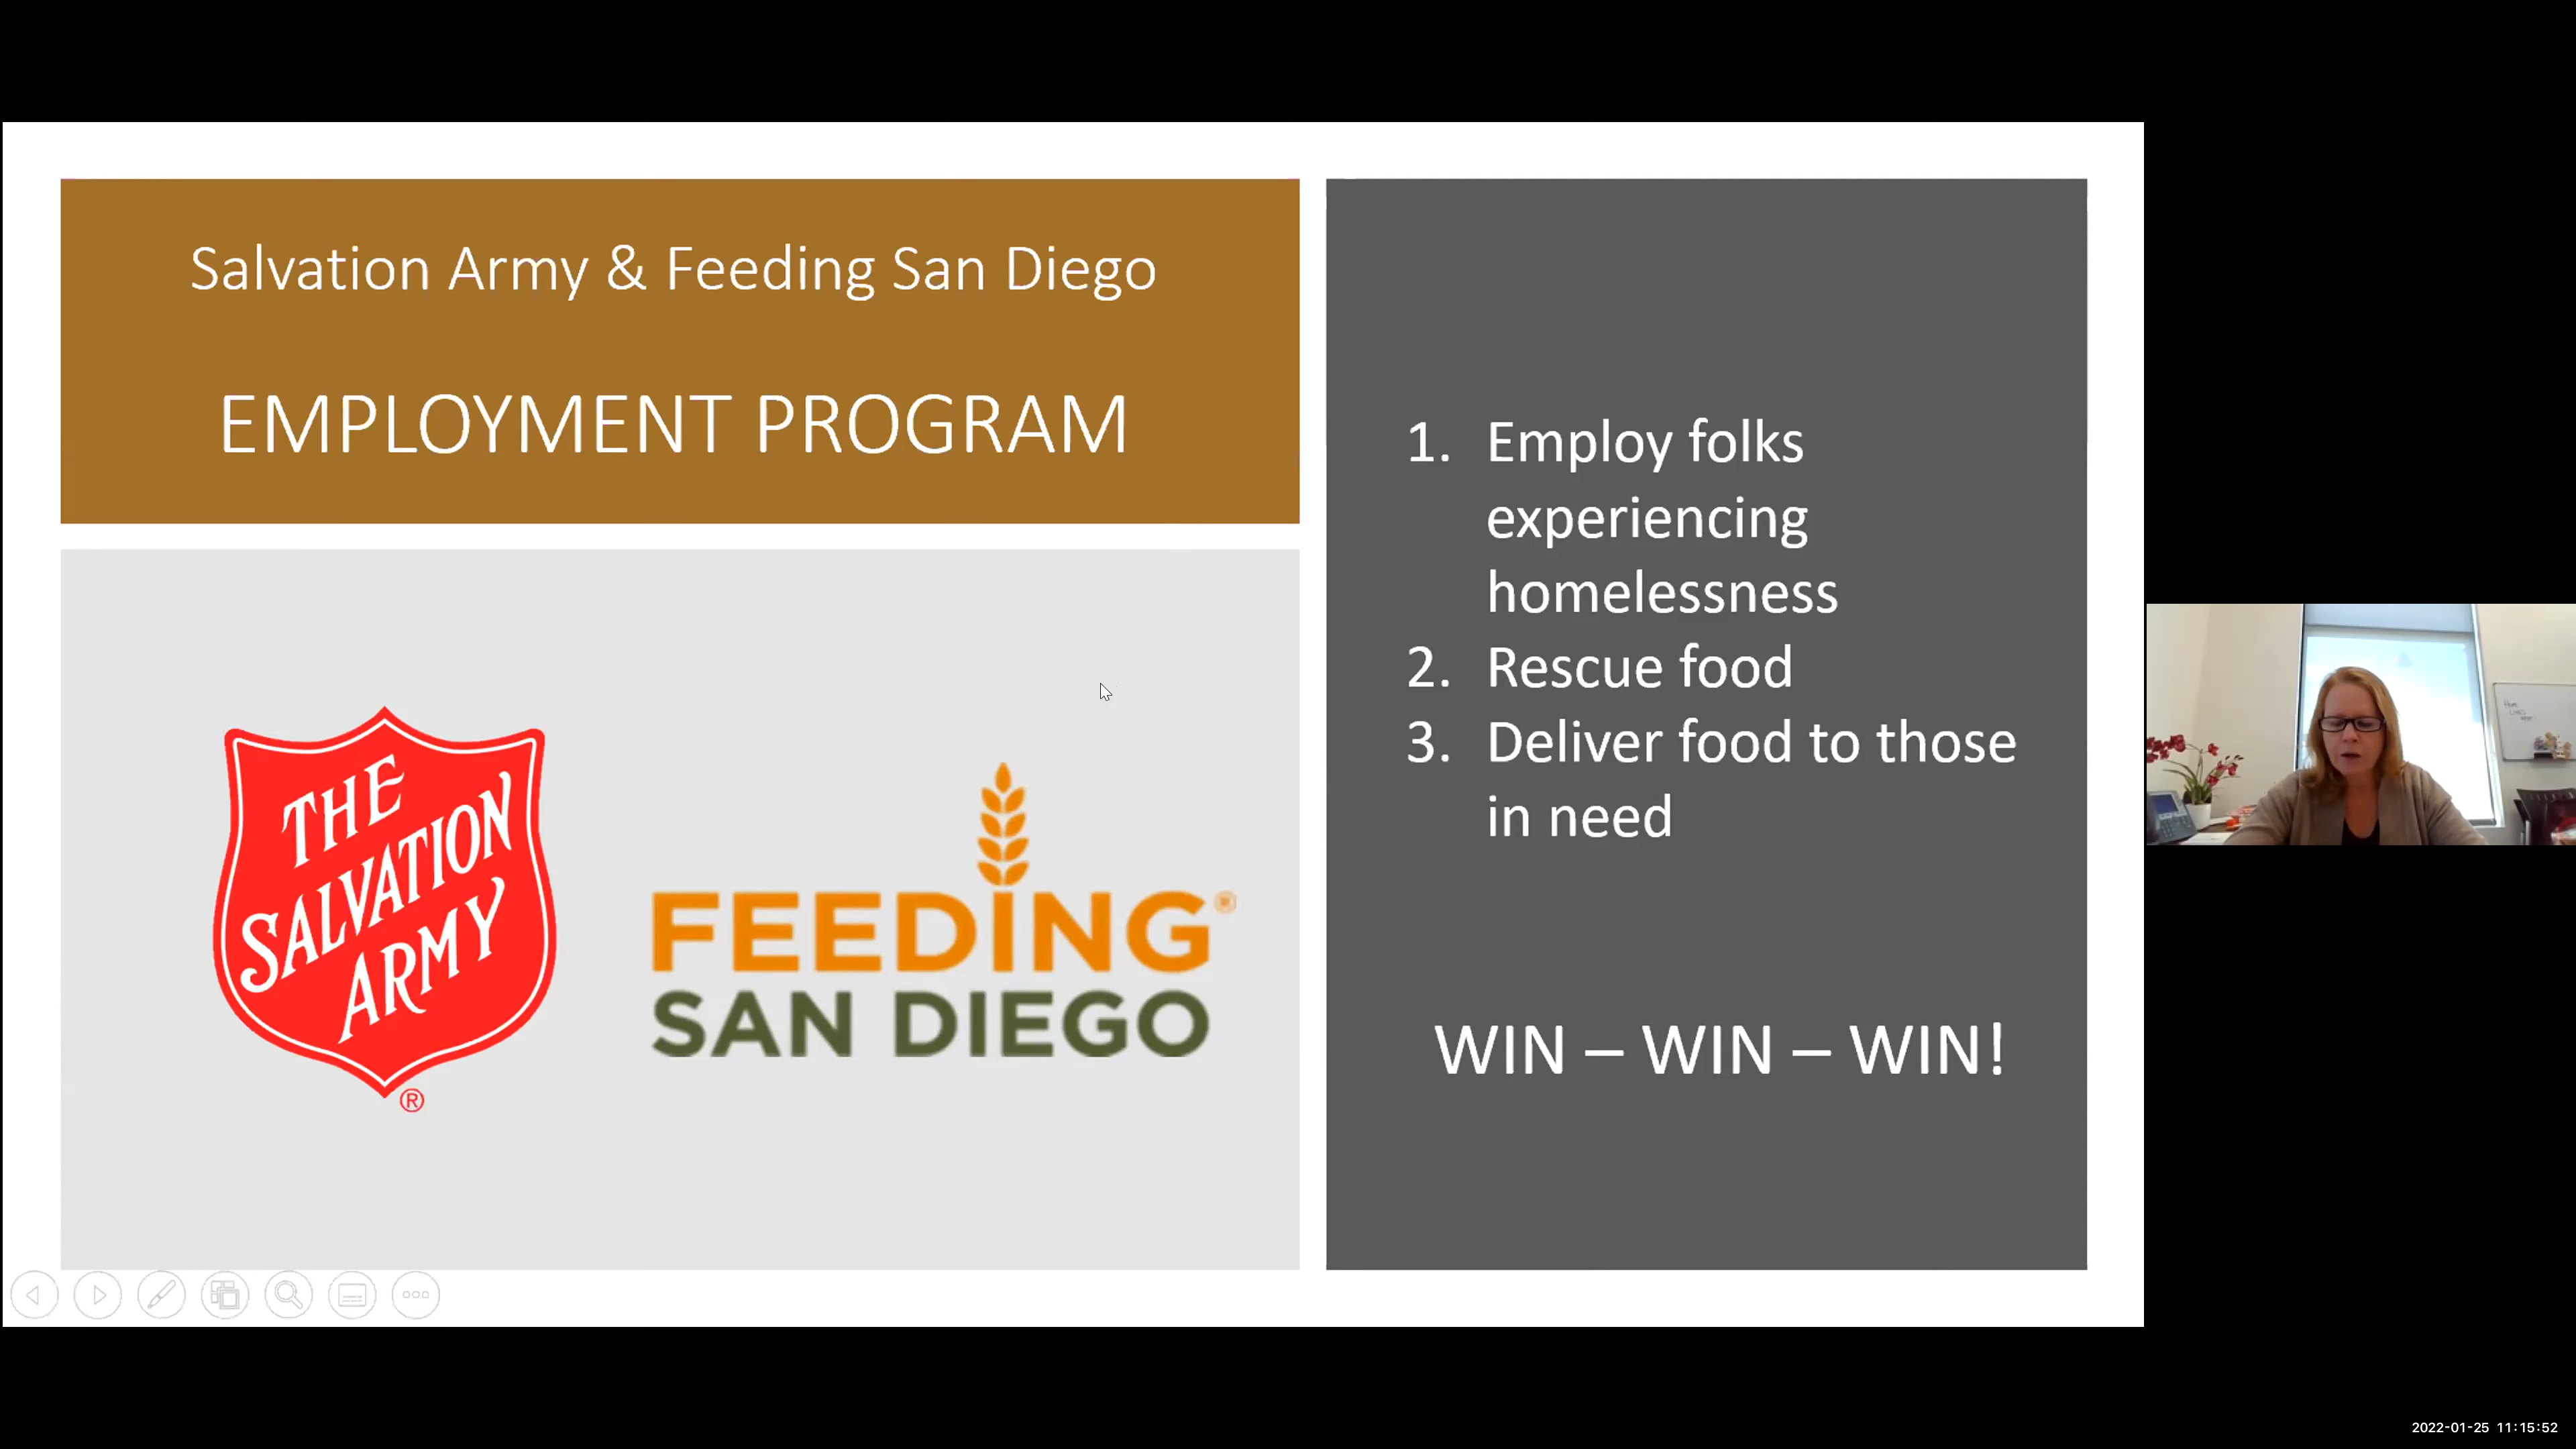 Salvation Army & Feeding San Diego
EMPLOYMENT PROGRAM
THE
SALVATION
ARMY
®
FEEDING®
SAN DIEGO
1. Employ folks
experiencing
homelessness
2. Rescue food
3. Deliver food to those
in need
WIN – WIN – WIN!
2022-01-25 11:15:52